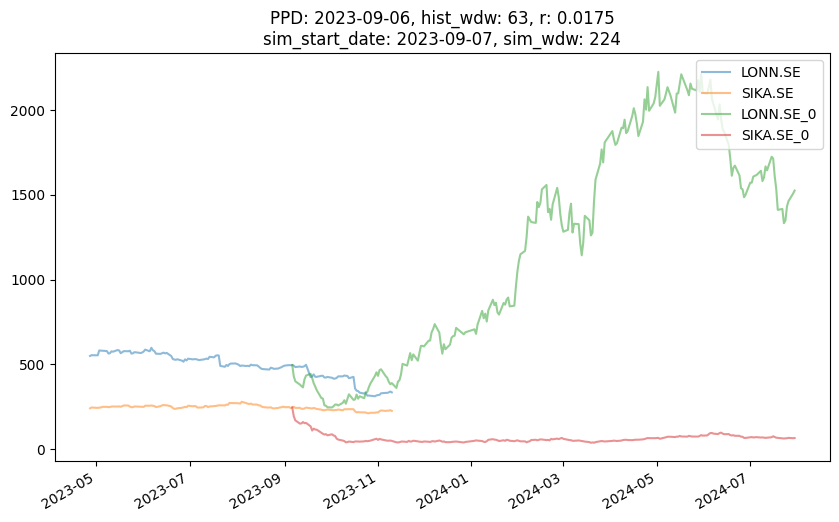 PPD: 2023-09-06, hist_wdw: 63, r: 0.0175
sim_start_date: 2023-09-07, sim_wdw: 224
LONN.SE
SIKA.SE
LONN.SE_0
SIKA.SE_0
2000
1500
1000
500
0
2023-05
2023-07
2023-09
2023-11
2024-01
2024-03
2024-05
2024-07